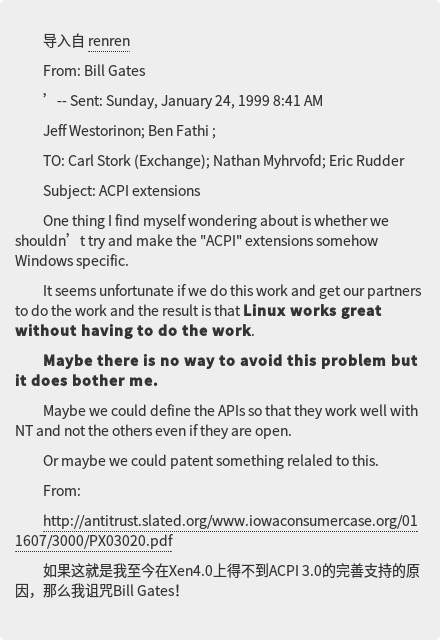 导入自 renren
From: Bill Gates
’ -- Sent: Sunday, January 24, 1999 8:41 AM
Jeff Westorinon; Ben Fathi ;
TO: Carl Stork (Exchange); Nathan Myhrvofd; Eric Rudder
Subject: ACPI extensions
One thing I find myself wondering about is whether we
shouldn’t try and make the "ACPI" extensions somehow
Windows specific.
It seems unfortunate if we do this work and get our partners
to do the work and the result is that Linux works great
without having to do the work.
Maybe there is no way to avoid this problem but
it does bother me.
Maybe we could define the APIs so that they work well with
NT and not the others even if they are open.
Or maybe we could patent something relaled to this.
From:
http://antitrust.slated.org/www.iowaconsumercase.org/01
1607/3000/PX03020.pdf
如果这就是我至今在Xen4.0上得不到ACPI 3.0的完善支持的原
因，那么我诅咒Bill Gates！